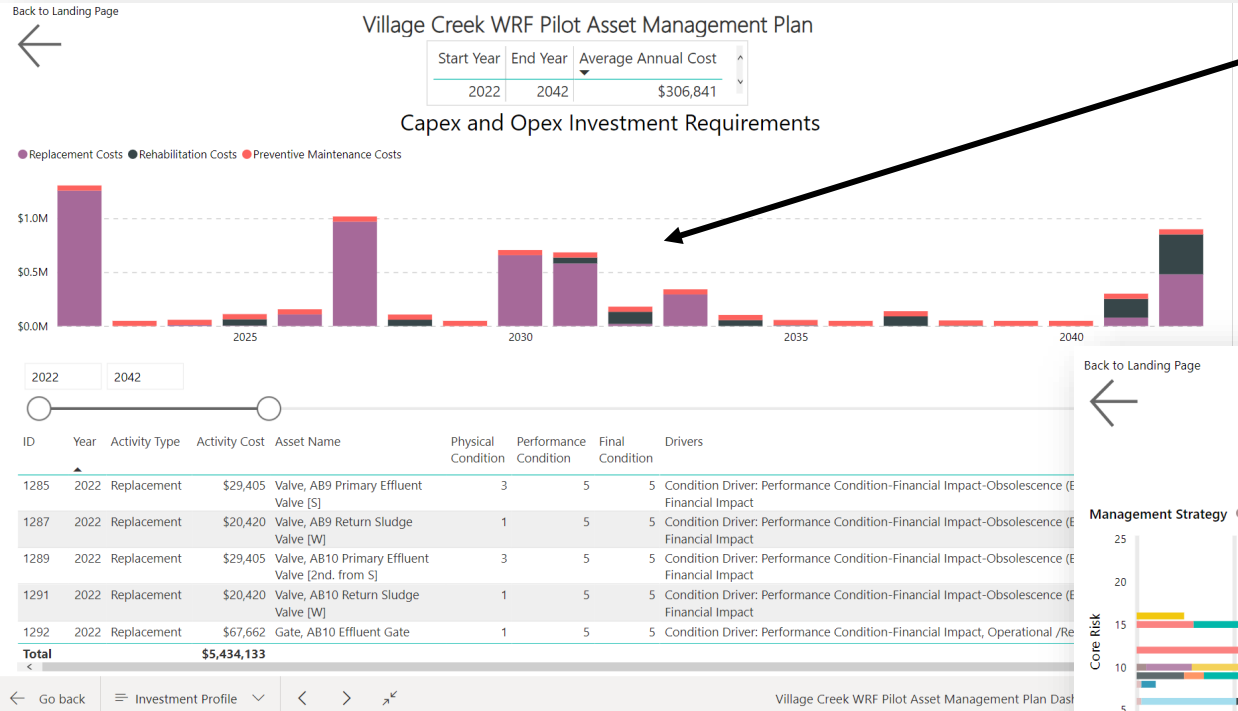 Back to Landing Page
Village Creek WRF Pilot Asset Management Plan
Start Year End Year Average Annual Cost
2022 2042 $306,841
Capex and Opex Investment Requirements
Replacement Costs Rehabilitation Costs Preventive Maintenance Costs
$1.0M
$0.5M
$0.0M
2025 2030 2035 2040
2022 2042
ID Year Activity Type Activity Cost Asset Name Physical Condition Performance Condition Final Condition Drivers
1285 2022 Replacement $29,405 Valve, AB9 Primary Effluent 3 5 5 Condition Driver: Performance Condition-Financial Impact-Obsolescence (E
Valve [S] Financial Impact
1287 2022 Replacement $20,420 Valve, AB9 Return Sludge 1 5 5 Condition Driver: Performance Condition-Financial Impact-Obsolescence (E
Valve [W] Financial Impact
1289 2022 Replacement $29,405 Valve, AB10 Primary Effluent 3 5 5 Condition Driver: Performance Condition-Financial Impact-Obsolescence (E
Valve [2nd. from S] Financial Impact
1291 2022 Replacement $20,420 Valve, AB10 Return Sludge 1 5 5 Condition Driver: Performance Condition-Financial Impact-Obsolescence (E
Valve [W] Financial Impact
1292 2022 Replacement $67,662 Gate, AB10 Effluent Gate 1 5 5 Condition Driver: Performance Condition-Financial Impact, Operational /Re
Total $5,434,133
Go back Investment Profile Village Creek WRF Pilot Asset Management Plan Dash
Back to Landing Page
Management Strategy
25
20
15
10
5
Core Risk